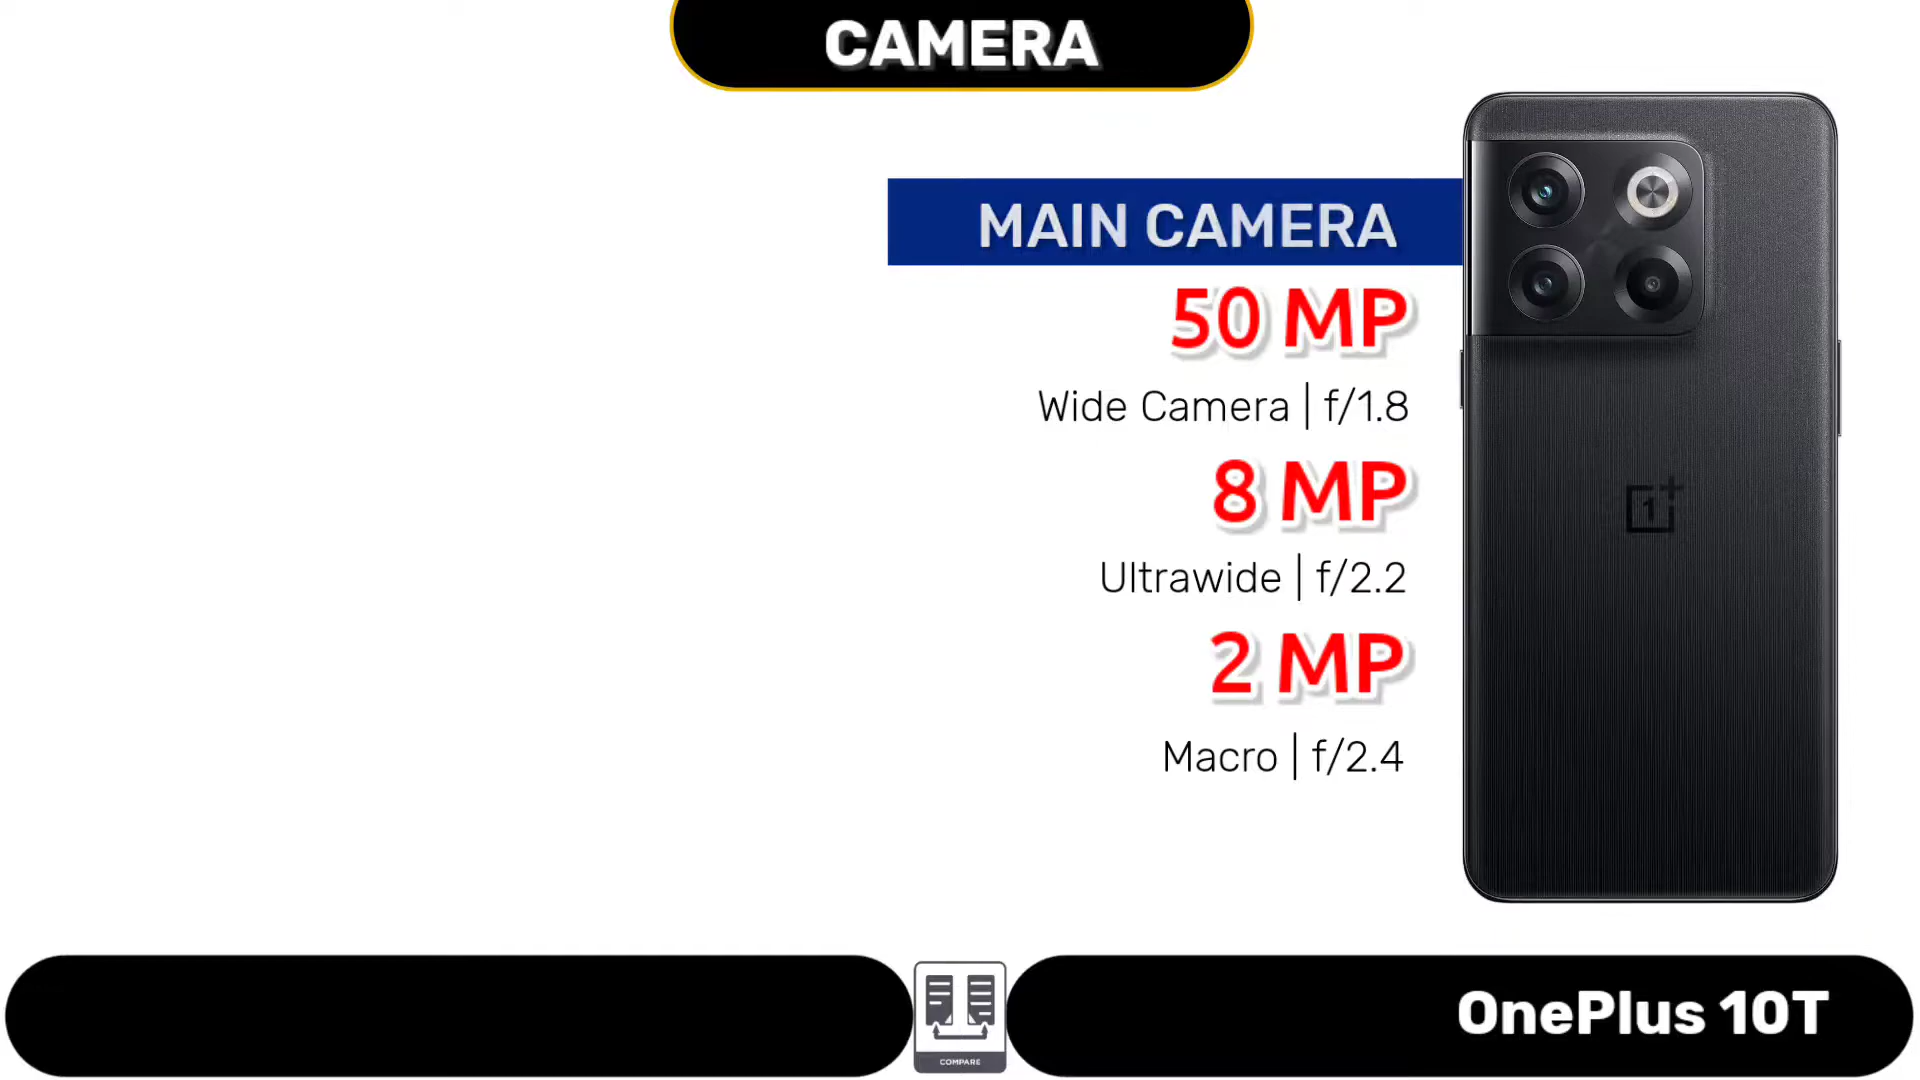 CAMERA
MAIN CAMERA
50 MP
Wide Camera | f/1.8
8 MP
Ultrawide | f/2.2
2 MP
Macro | f/2.4
1+
COMPARE
OnePlus 10T